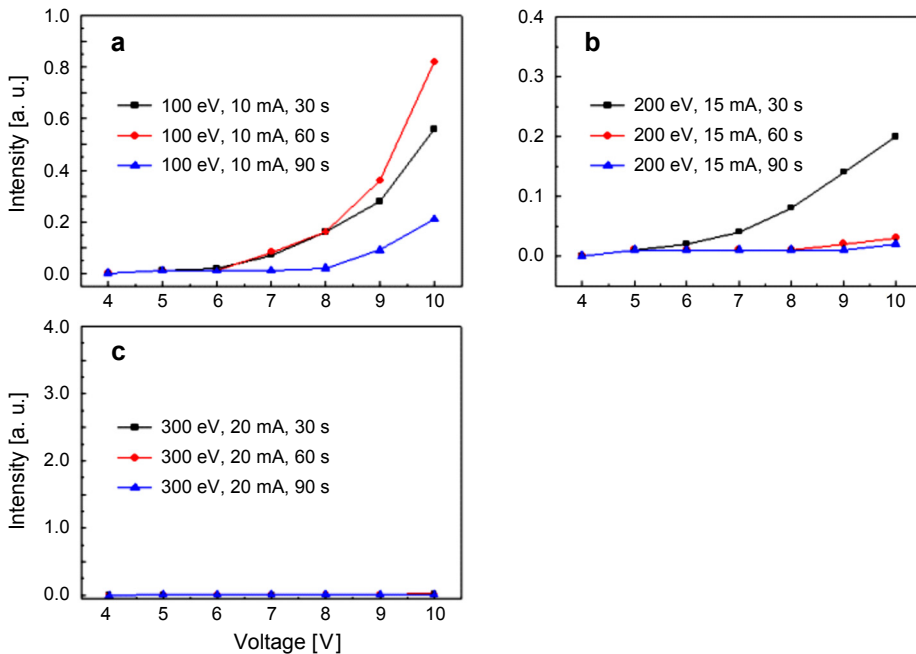 a
Intensity [a. u.]
1.0
0.8
0.6
0.4
0.2
0.0
100 eV, 10 mA, 30 s
100 eV, 10 mA, 60 s
100 eV, 10 mA, 90 s
4 5 6 7 8 9 10
b
0.4
0.3
0.2
0.1
0.0
200 eV, 15 mA, 30 s
200 eV, 15 mA, 60 s
200 eV, 15 mA, 90 s
4 5 6 7 8 9 10
c
Intensity [a. u.]
4.0
3.0
2.0
1.0
0.0
300 eV, 20 mA, 30 s
300 eV, 20 mA, 60 s
300 eV, 20 mA, 90 s
4 5 6 7 8 9 10
Voltage [V]